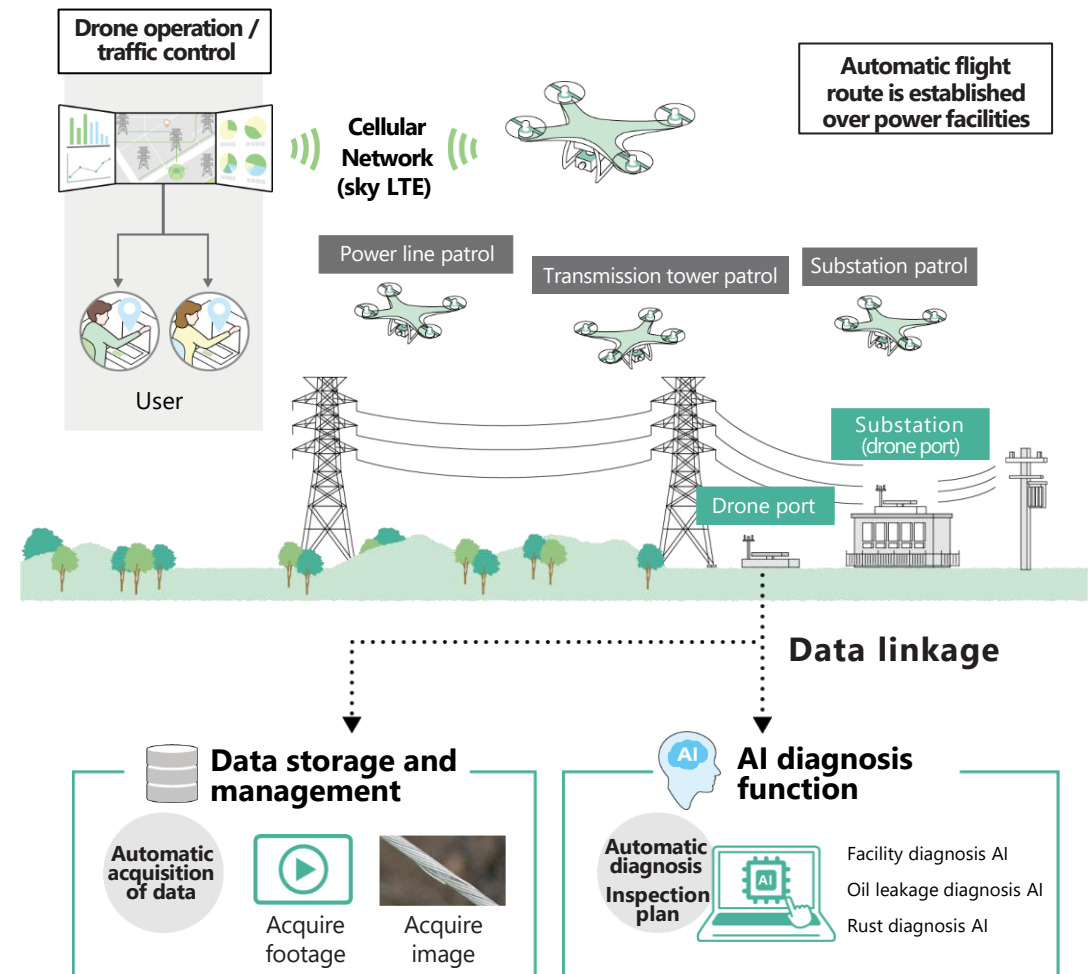 Drone operation /
traffic control
Automatic flight
route is established
over power facilities
Cellular
Network
(sky LTE)
Power line patrol
Transmission tower patrol
Substation patrol
User
Substation
(drone port)
Drone port
Data linkage
Data storage and
management
Automatic
acquisition
of data
Acquire
footage
Acquire
image
AI
AI diagnosis
function
Automatic
diagnosis
Inspection
plan
AI
Facility diagnosis AI
Oil leakage diagnosis AI
Rust diagnosis AI